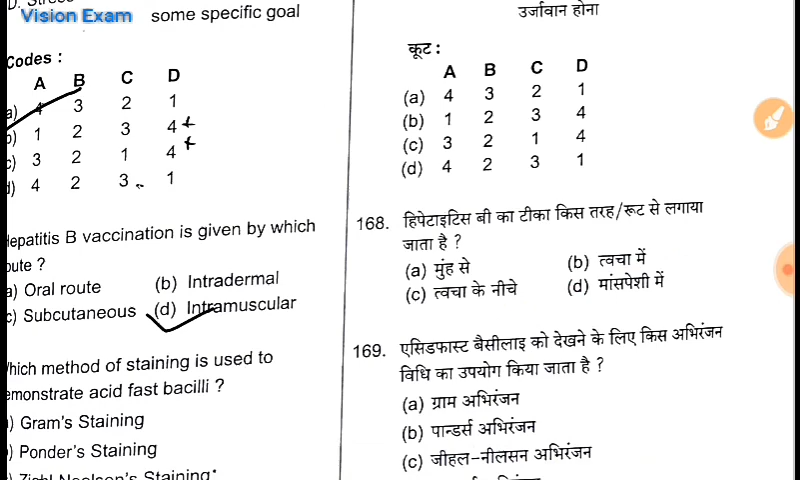 Vision Exam some specific goal
Codes :
A B C D
a) 4 3 2 1
b) 1 2 3 4
c) 3 2 1 4
d) 4 2 3 1
Hepatitis B vaccination is given by which
route ?
a) Oral route (b) Intradermal
c) Subcutaneous (d) Intramuscular
Which method of staining is used to
demonstrate acid fast bacilli ?
) Gram's Staining
) Ponder's Staining
) Ziehl Neelsen's Staining
उर्जावान होना
कूट :
A B C D
(a) 4 3 2 1
(b) 1 2 3 4
(c) 3 2 1 4
(d) 4 2 3 1
168. हिपेटाइटिस बी का टीका किस तरह/रूट से लगाया
जाता है ?
(a) मुंह से (b) त्वचा में
(c) त्वचा के नीचे (d) मांसपेशी में
169. एसिडफास्ट बैसीलाइ को देखने के लिए किस अभिरंजन
विधि का उपयोग किया जाता है ?
(a) ग्राम अभिरंजन
(b) पान्डर्स अभिरंजन
(c) जीहल-नीलसन अभिरंजन